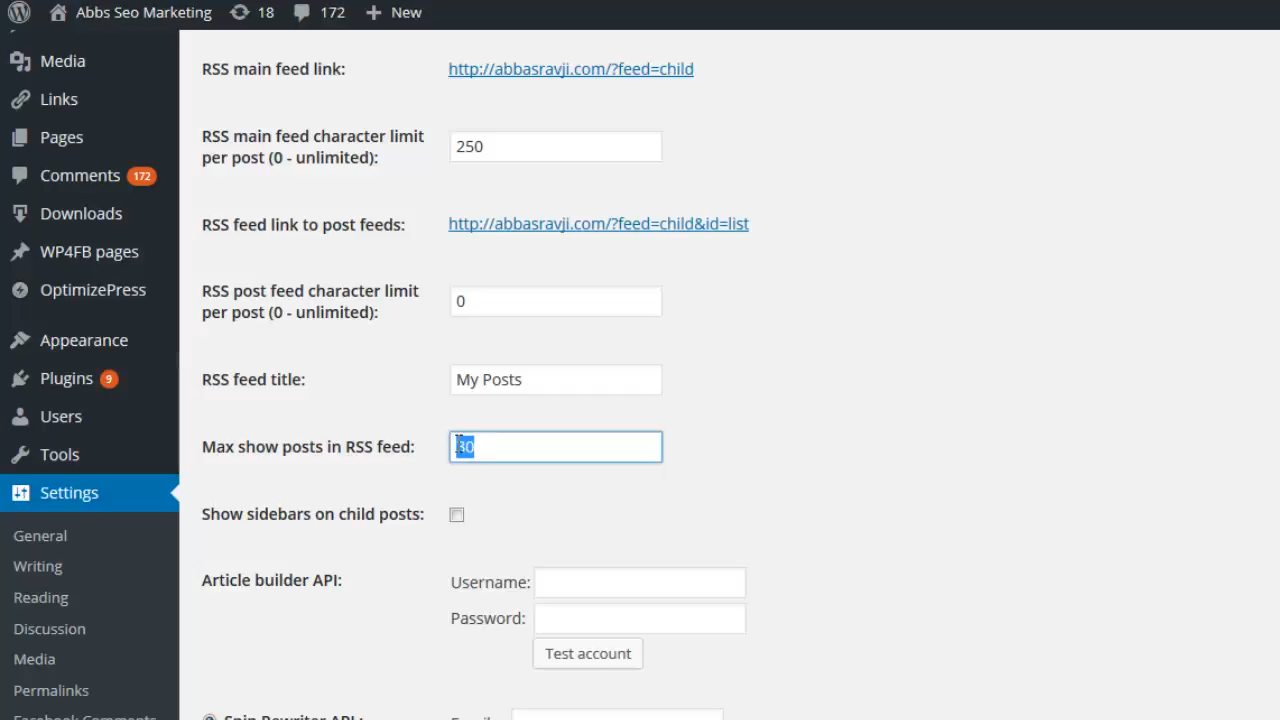 Abbs Seo Marketing 18 172 New
Media
Links
Pages
Comments 172
Downloads
WP4FB pages
OptimizePress
Appearance
Plugins 9
Users
Tools
Settings
General
Writing
Reading
Discussion
Media
Permalinks
Facebook Comments
RSS main feed link: http://abbasravji.com/?feed=child
RSS main feed character limit
per post (0 - unlimited): 250
RSS feed link to post feeds: http://abbasravji.com/?feed=child&id=list
RSS post feed character limit
per post (0 - unlimited): 0
RSS feed title: My Posts
Max show posts in RSS feed: 30
Show sidebars on child posts:
Article builder API: Username:
Password:
Test account
Spin Rewriter API: